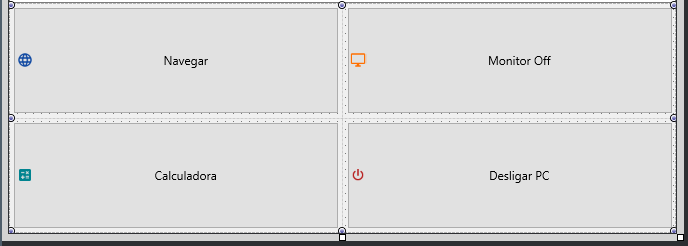 Navegar
Monitor Off
Calculadora
Desligar PC